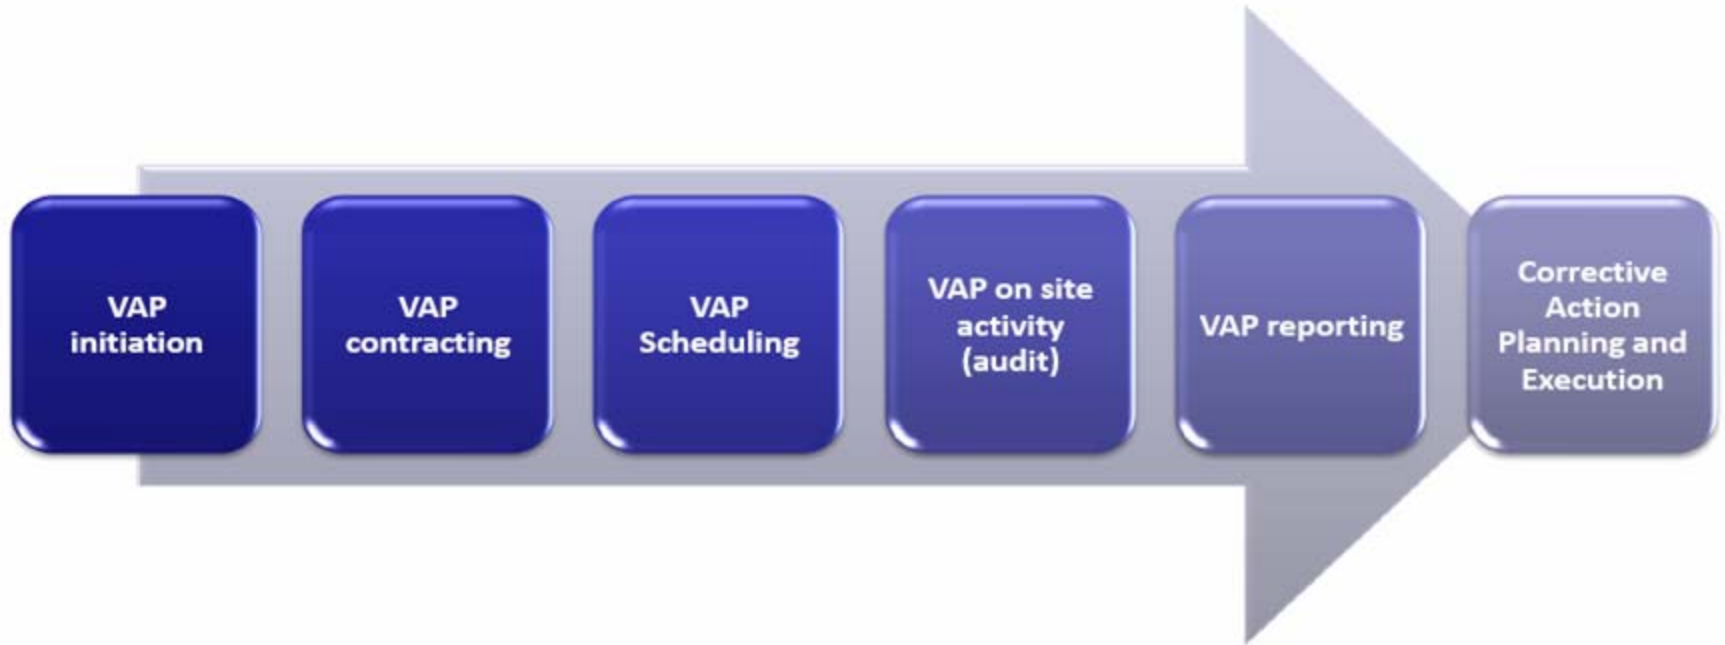 VAP
initiation
VAP
contracting
VAP
Scheduling
VAP on site
activity
(audit)
VAP reporting
Corrective
Action
Planning and
Execution